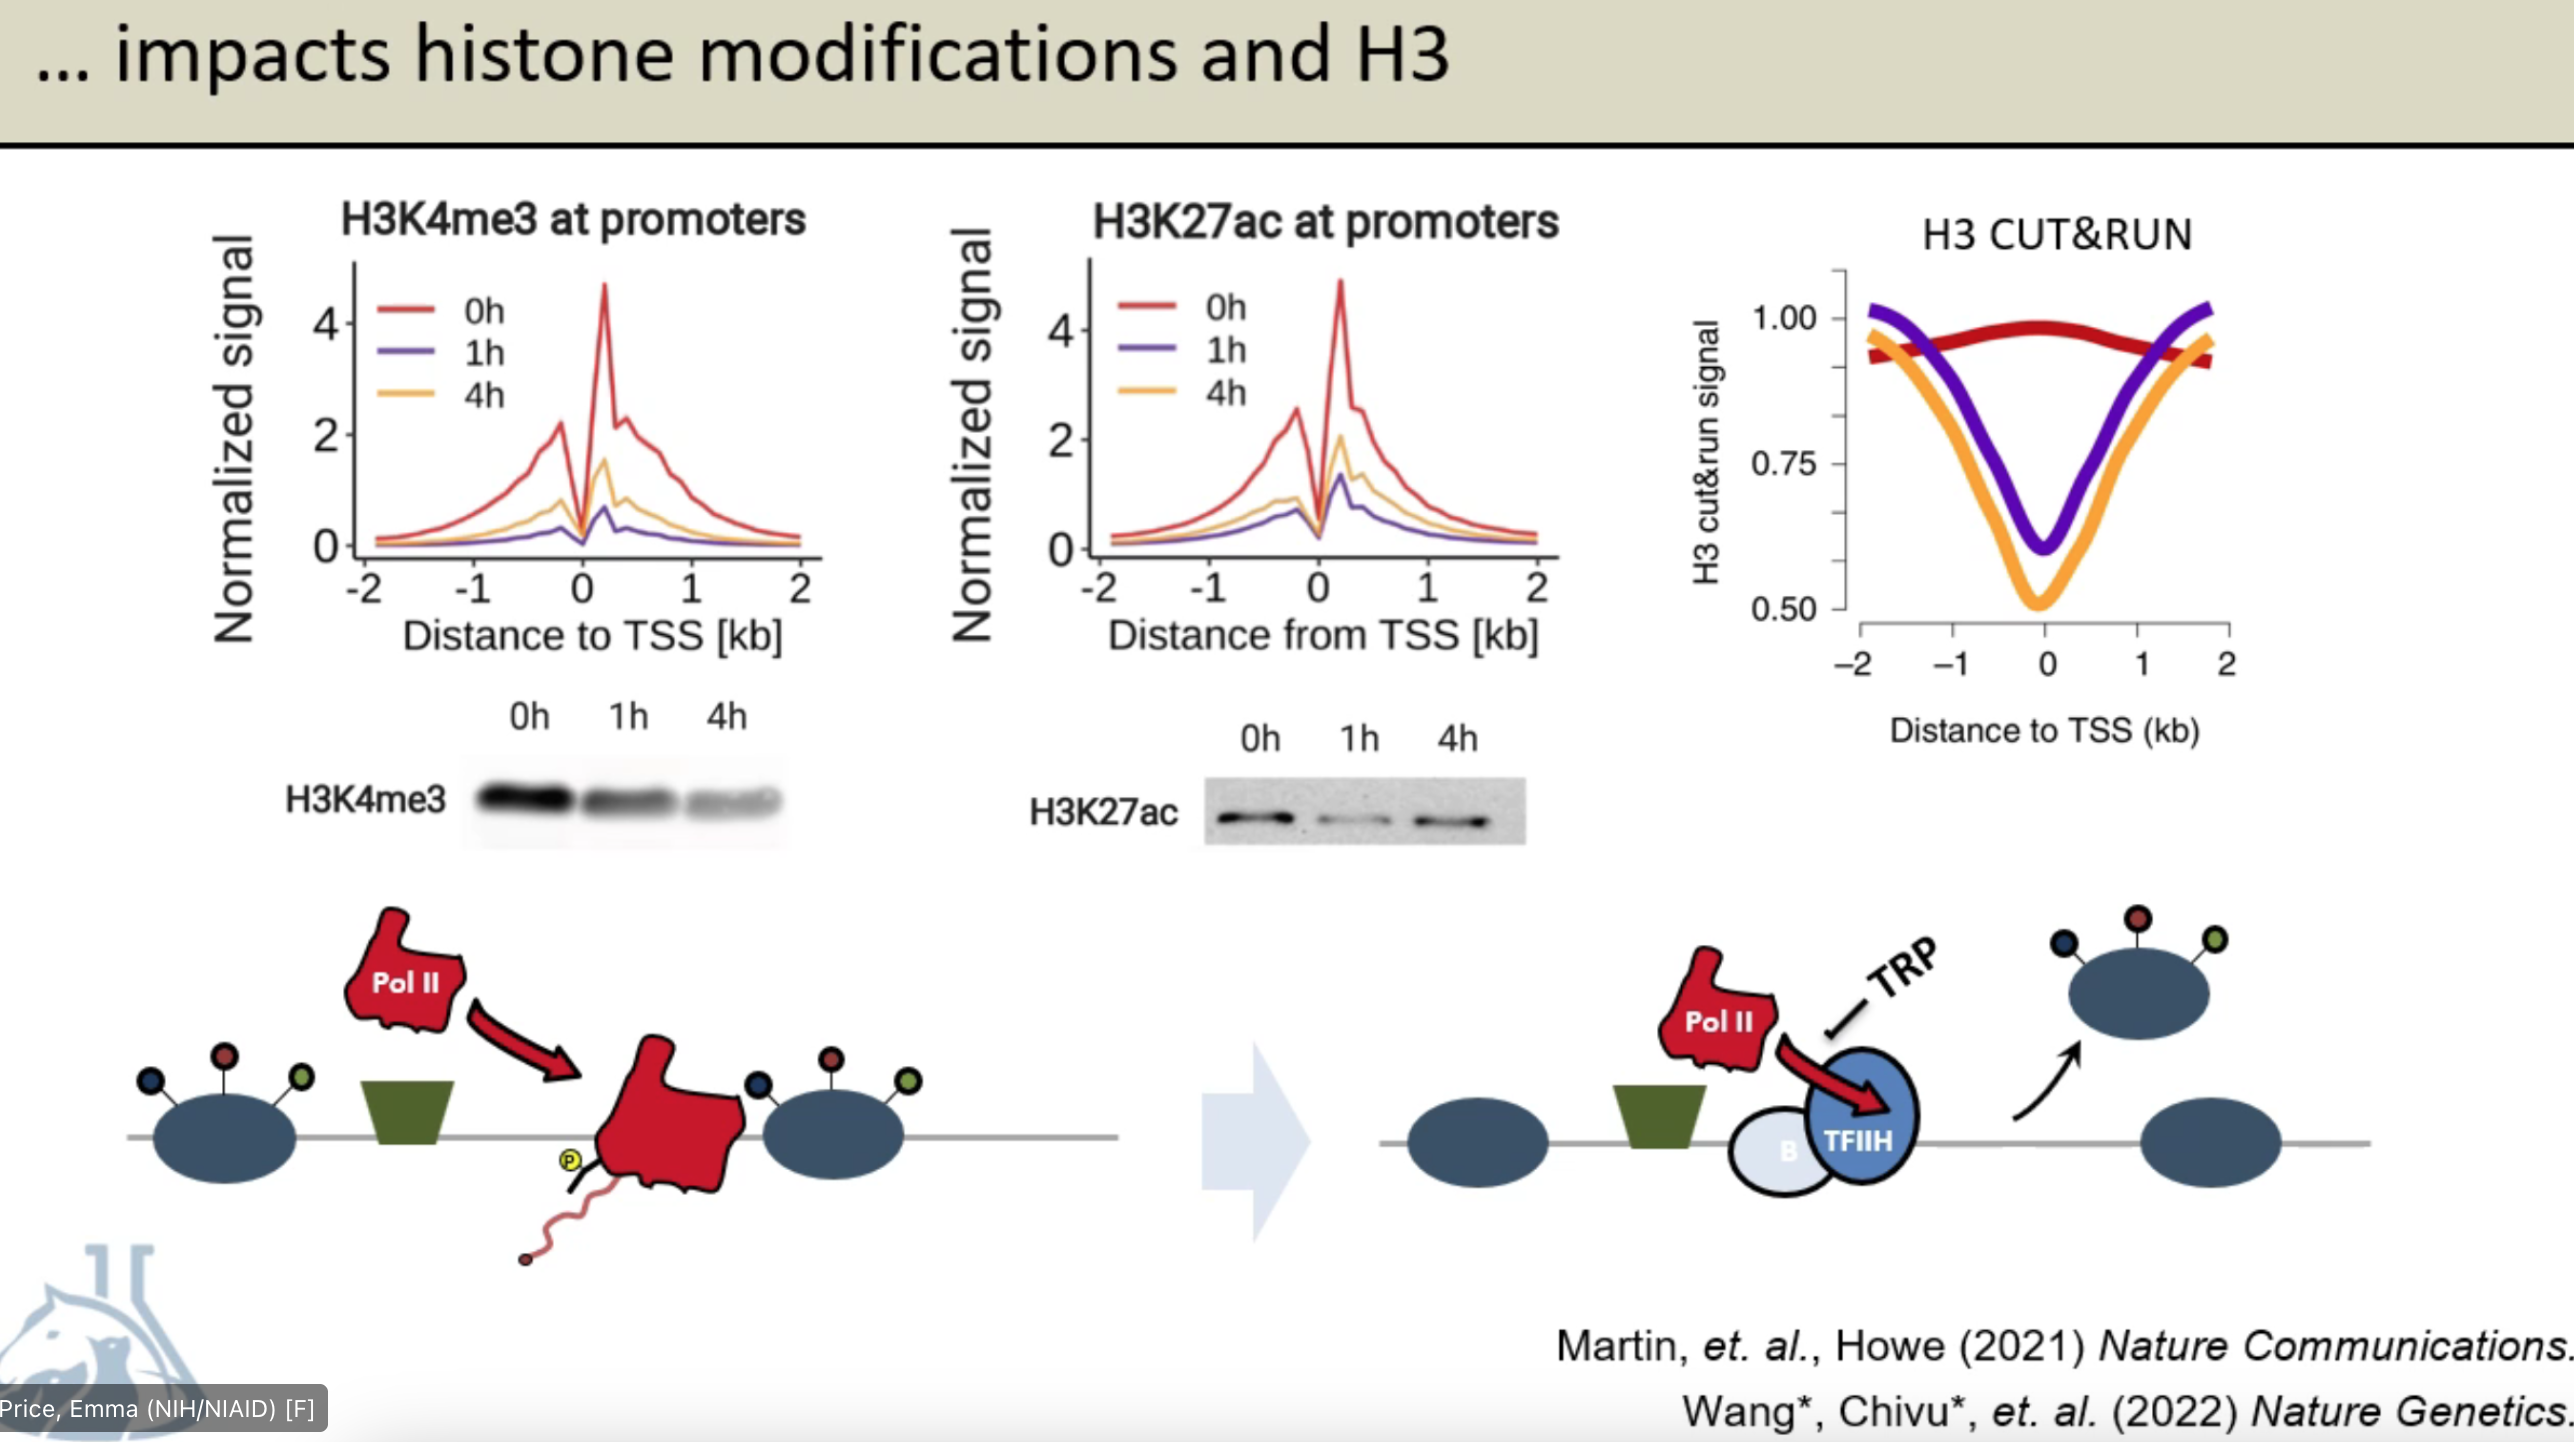 ... impacts histone modifications and H3
H3K4me3 at promoters
Normalized signal
4
2
0
0h
1h
4h
-2 -1 0 1 2
Distance to TSS [kb]
H3K27ac at promoters
Normalized signal
4
2
0
0h
1h
4h
-2 -1 0 1 2
Distance from TSS [kb]
H3 CUT&RUN
H3 cut&run signal
1.00
0.75
0.50
−2 −1 0 1 2
Distance to TSS (kb)
0h 1h 4h
H3K4me3
0h 1h 4h
H3K27ac
Pol II
P
Pol II
TRP
B
TFIIH
Martin, et. al., Howe (2021) Nature Communications.
Wang*, Chivu*, et. al. (2022) Nature Genetics.
Price, Emma (NIH/NIAID) [F]